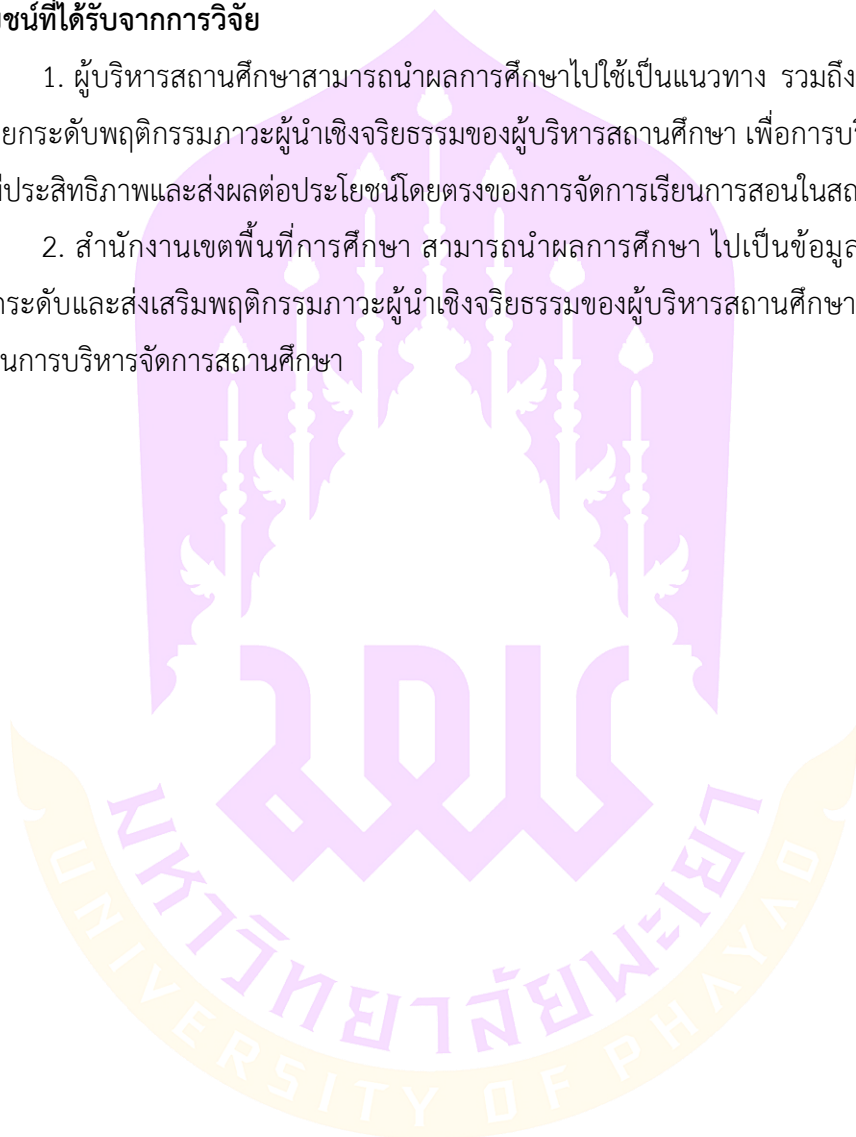 ยชน์ที่ได้รับจากการวิจัย
1. ผู้บริหารสถานศึกษาสามารถนำผลการศึกษาไปใช้เป็นแนวทาง รวมถึง
ยกระดับพฤติกรรมภาวะผู้นำเชิงจริยธรรมของผู้บริหารสถานศึกษา เพื่อการบริ
ีประสิทธิภาพและส่งผลต่อประโยชน์โดยตรงของการจัดการเรียนการสอนในสถ
2. สำนักงานเขตพื้นที่การศึกษา สามารถนำผลการศึกษา ไปเป็นข้อมูล
ระดับและส่งเสริมพฤติกรรมภาวะผู้นำเชิงจริยธรรมของผู้บริหารสถานศึกษา
นการบริหารจัดการสถานศึกษา
มหาวิทยาลัยพะเยา
UNIVERSITY OF PHAYAO